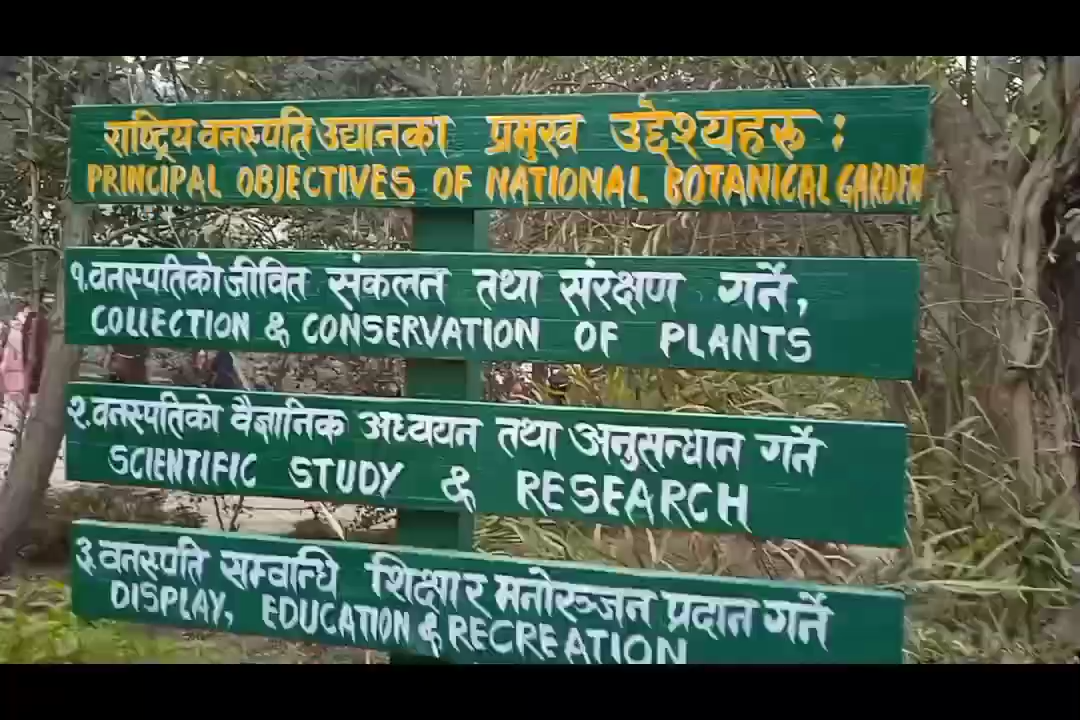 राष्ट्रिय वनस्पति उद्यानका प्रमुख उद्देश्यहरू :
PRINCIPAL OBJECTIVES OF NATIONAL BOTANICAL GARDEN
१. वनस्पतिको जीवित संकलन तथा संरक्षण गर्ने,
COLLECTION & CONSERVATION OF PLANTS
२. वनस्पतिको वैज्ञानिक अध्ययन तथा अनुसन्धान गर्ने
SCIENTIFIC STUDY & RESEARCH
३. वनस्पति सम्वन्धि शिक्षा र मनोरञ्जन प्रदान गर्ने
DISPLAY, EDUCATION & RECREATION